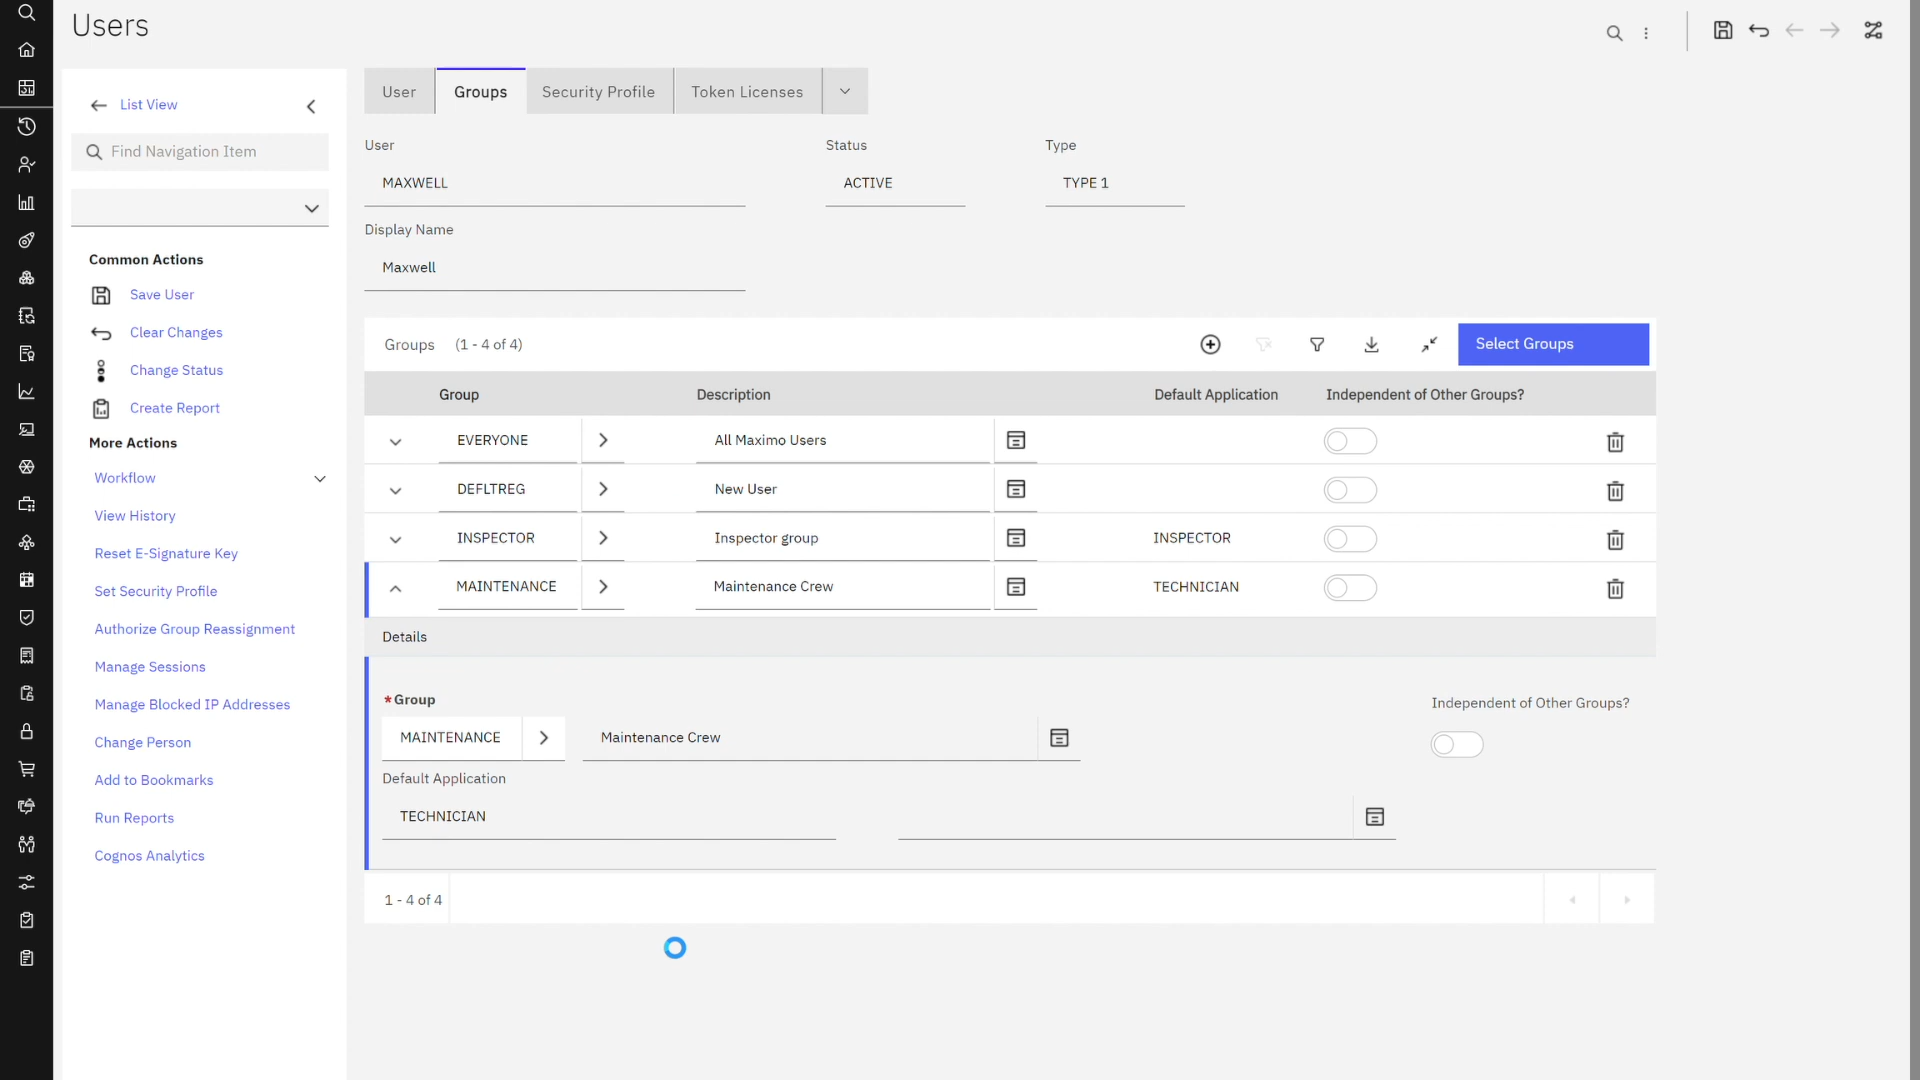 Users
List View
Find Navigation Item
Common Actions
Save User
Clear Changes
Change Status
Create Report
More Actions
Workflow
View History
Reset E-Signature Key
Set Security Profile
Authorize Group Reassignment
Manage Sessions
Manage Blocked IP Addresses
Change Person
Add to Bookmarks
Run Reports
Cognos Analytics
User Groups Security Profile Token Licenses
User Status Type
MAXWELL ACTIVE TYPE 1
Display Name
Maxwell
Groups (1 - 4 of 4) Select Groups
Group Description Default Application Independent of Other Groups?
EVERYONE All Maximo Users
DEFLTREG New User
INSPECTOR Inspector group INSPECTOR
MAINTENANCE Maintenance Crew TECHNICIAN
Details
*Group Independent of Other Groups?
MAINTENANCE Maintenance Crew
Default Application
TECHNICIAN
1 - 4 of 4